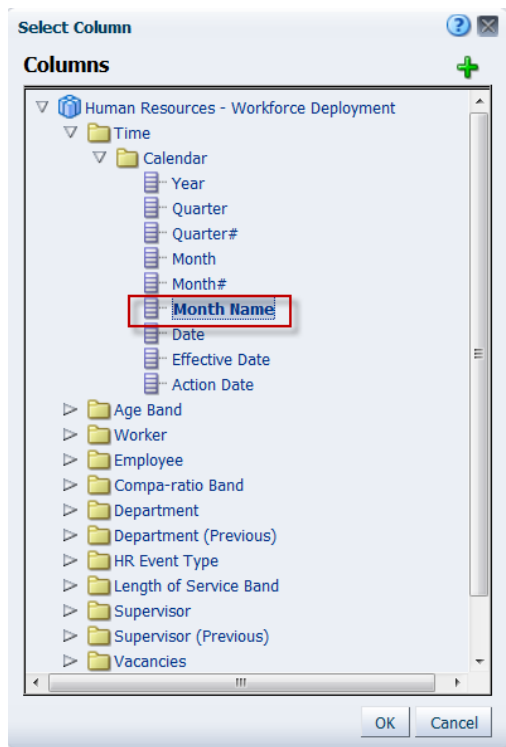 Select Column
Columns
Human Resources - Workforce Deployment
Time
Calendar
Year
Quarter
Quarter#
Month
Month#
Month Name
Date
Effective Date
Action Date
Age Band
Worker
Employee
Compa-ratio Band
Department
Department (Previous)
HR Event Type
Length of Service Band
Supervisor
Supervisor (Previous)
Vacancies
OK Cancel